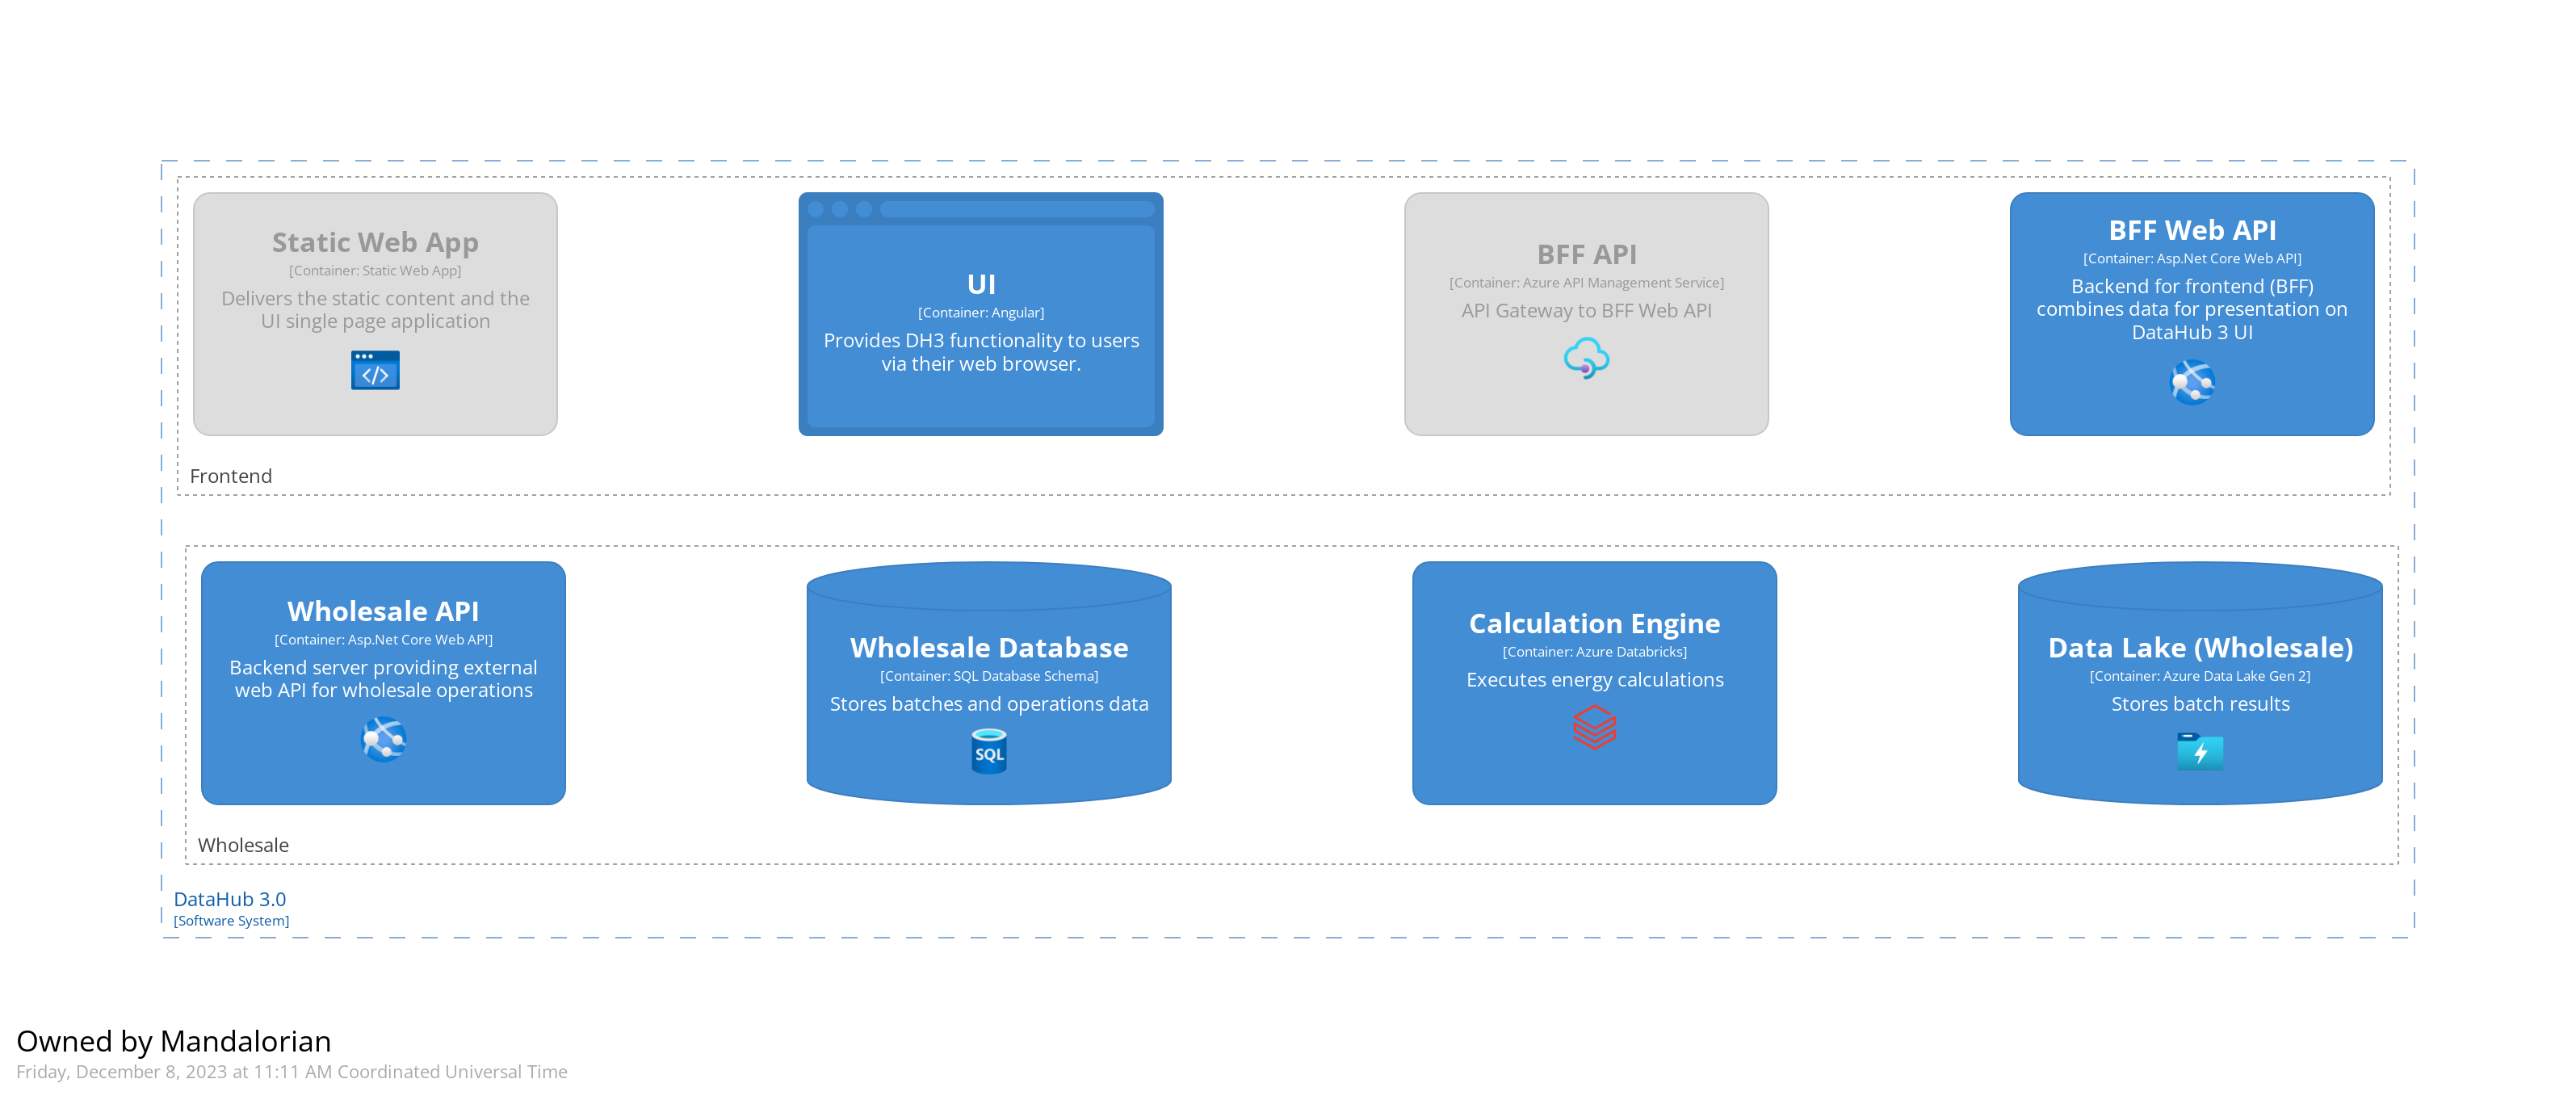 Static Web App
[Container: Static Web App]
Delivers the static content and the
UI single page application
UI
[Container: Angular]
Provides DH3 functionality to users
via their web browser.
BFF API
[Container: Azure API Management Service]
API Gateway to BFF Web API
BFF Web API
[Container: Asp.Net Core Web API]
Backend for frontend (BFF)
combines data for presentation on
DataHub 3 UI
Frontend
Wholesale API
[Container: Asp.Net Core Web API]
Backend server providing external
web API for wholesale operations
Wholesale Database
[Container: SQL Database Schema]
Stores batches and operations data
SQL
Calculation Engine
[Container: Azure Databricks]
Executes energy calculations
Data Lake (Wholesale)
[Container: Azure Data Lake Gen 2]
Stores batch results
Wholesale
DataHub 3.0
[Software System]
Owned by Mandalorian
Friday, December 8, 2023 at 11:11 AM Coordinated Universal Time